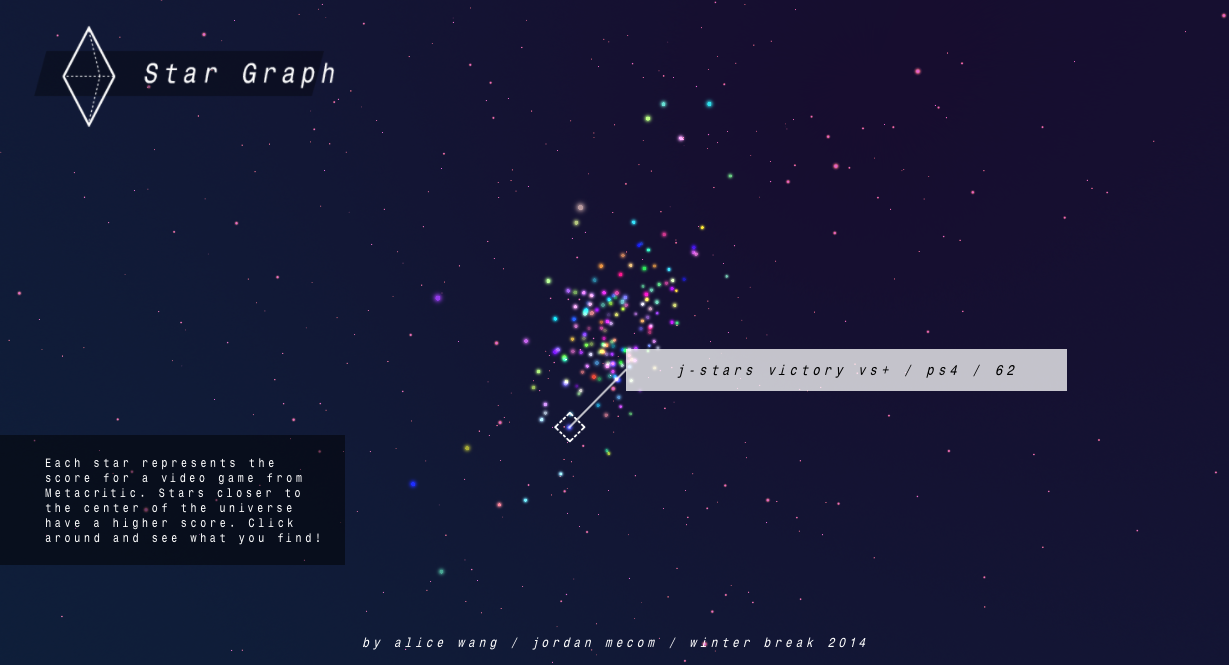 Star Graph
j-stars victory vs+ / ps4 / 62
Each star represents the
score for a video game from
Metacritic. Stars closer to
the center of the universe
have a higher score. Click
around and see what you find!
by alice wang / jordan mecom / winter break 2014